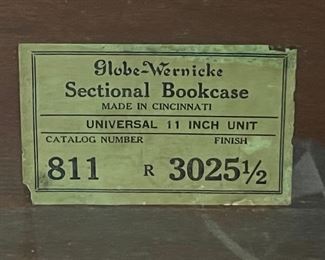 Globe-Wernicke
Sectional Bookcase
MADE IN CINCINNATI
UNIVERSAL 11 INCH UNIT
CATALOG NUMBER FINISH
811 R 3025½